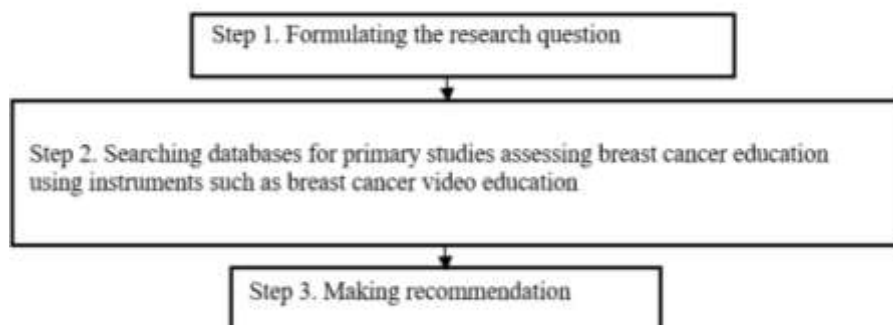 Step 1. Formulating the research question
Step 2. Searching databases for primary studies assessing breast cancer education
using instruments such as breast cancer video education
Step 3. Making recommendation